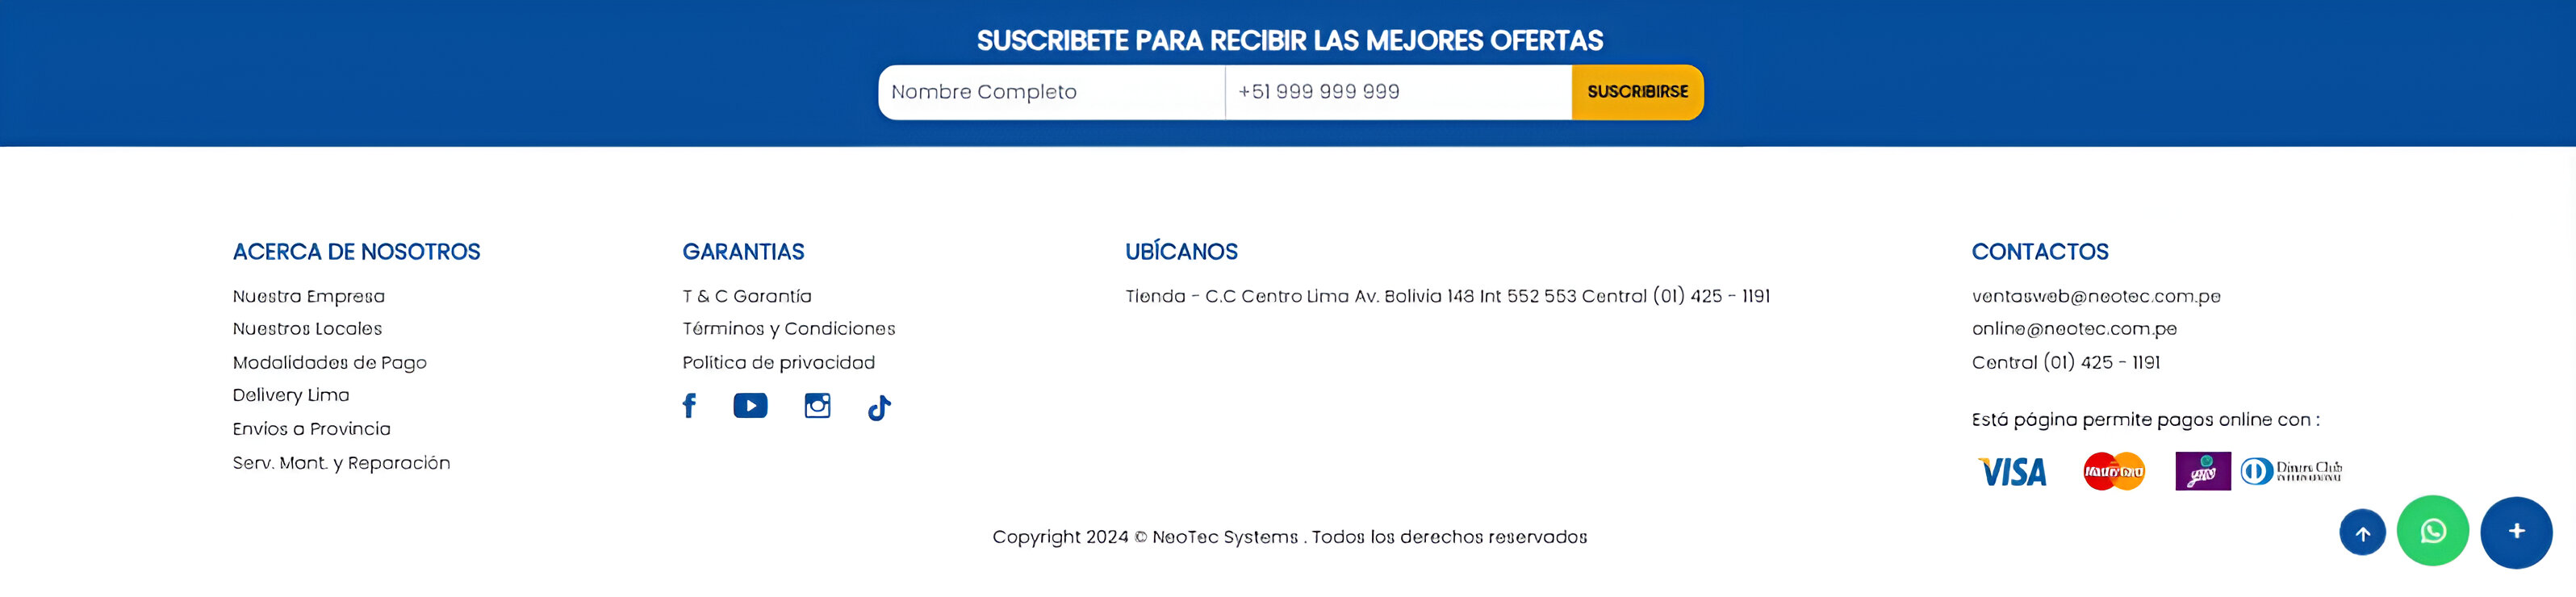 SUSCRIBETE PARA RECIBIR LAS MEJORES OFERTAS
Nombre Completo
+51 999 999 999
SUSCRIBIRSE
ACERCA DE NOSOTROS
Nuestra Empresa
Nuestros Locales
Modalidades de Pago
Delivery Lima
Envíos a Provincia
Serv. Mant. y Reparación
GARANTIAS
T & C Garantía
Términos y Condiciones
Política de privacidad
UBÍCANOS
Tienda - C.C Centro Lima Av. Bolivia 148 Int 552 553 Central (01) 425 - 1191
CONTACTOS
ventasweb@neotec.com.pe
online@neotec.com.pe
Central (01) 425 - 1191
Está página permite pagos online con :
VISA
Diners Club
INTERNATIONAL
Copyright 2024 © NeoTec Systems . Todos los derechos reservados